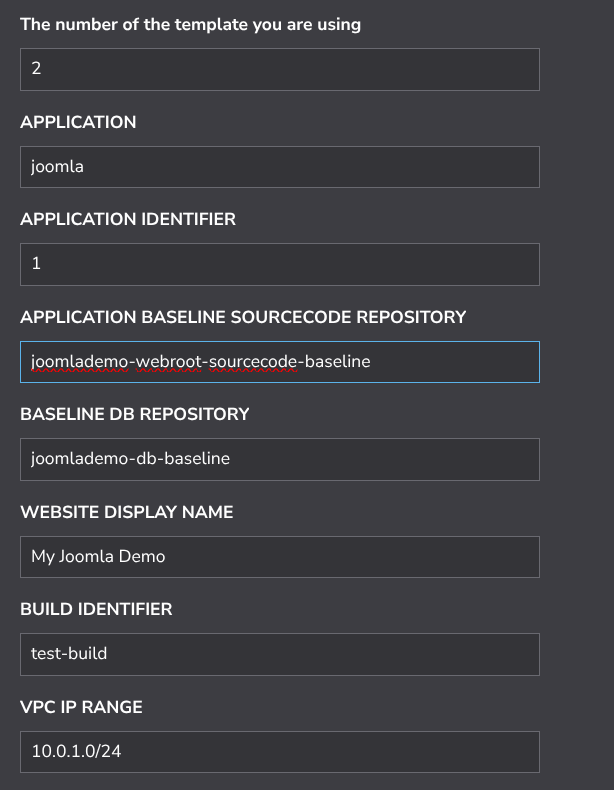 The number of the template you are using
2
APPLICATION
joomla
APPLICATION IDENTIFIER
1
APPLICATION BASELINE SOURCECODE REPOSITORY
joomlademo-webroot-sourcecode-baseline
BASELINE DB REPOSITORY
joomlademo-db-baseline
WEBSITE DISPLAY NAME
My Joomla Demo
BUILD IDENTIFIER
test-build
VPC IP RANGE
10.0.1.0/24